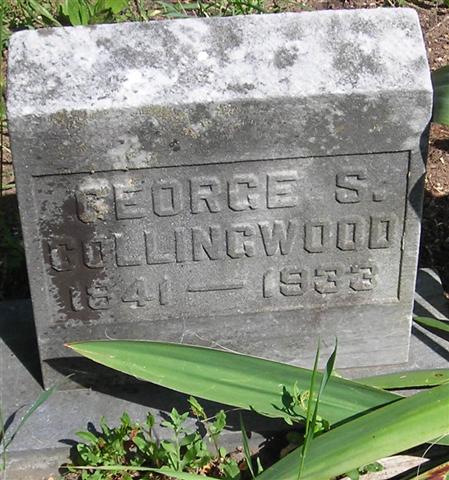 GEORGE S.
COLLINGWOOD
1841 — 1933